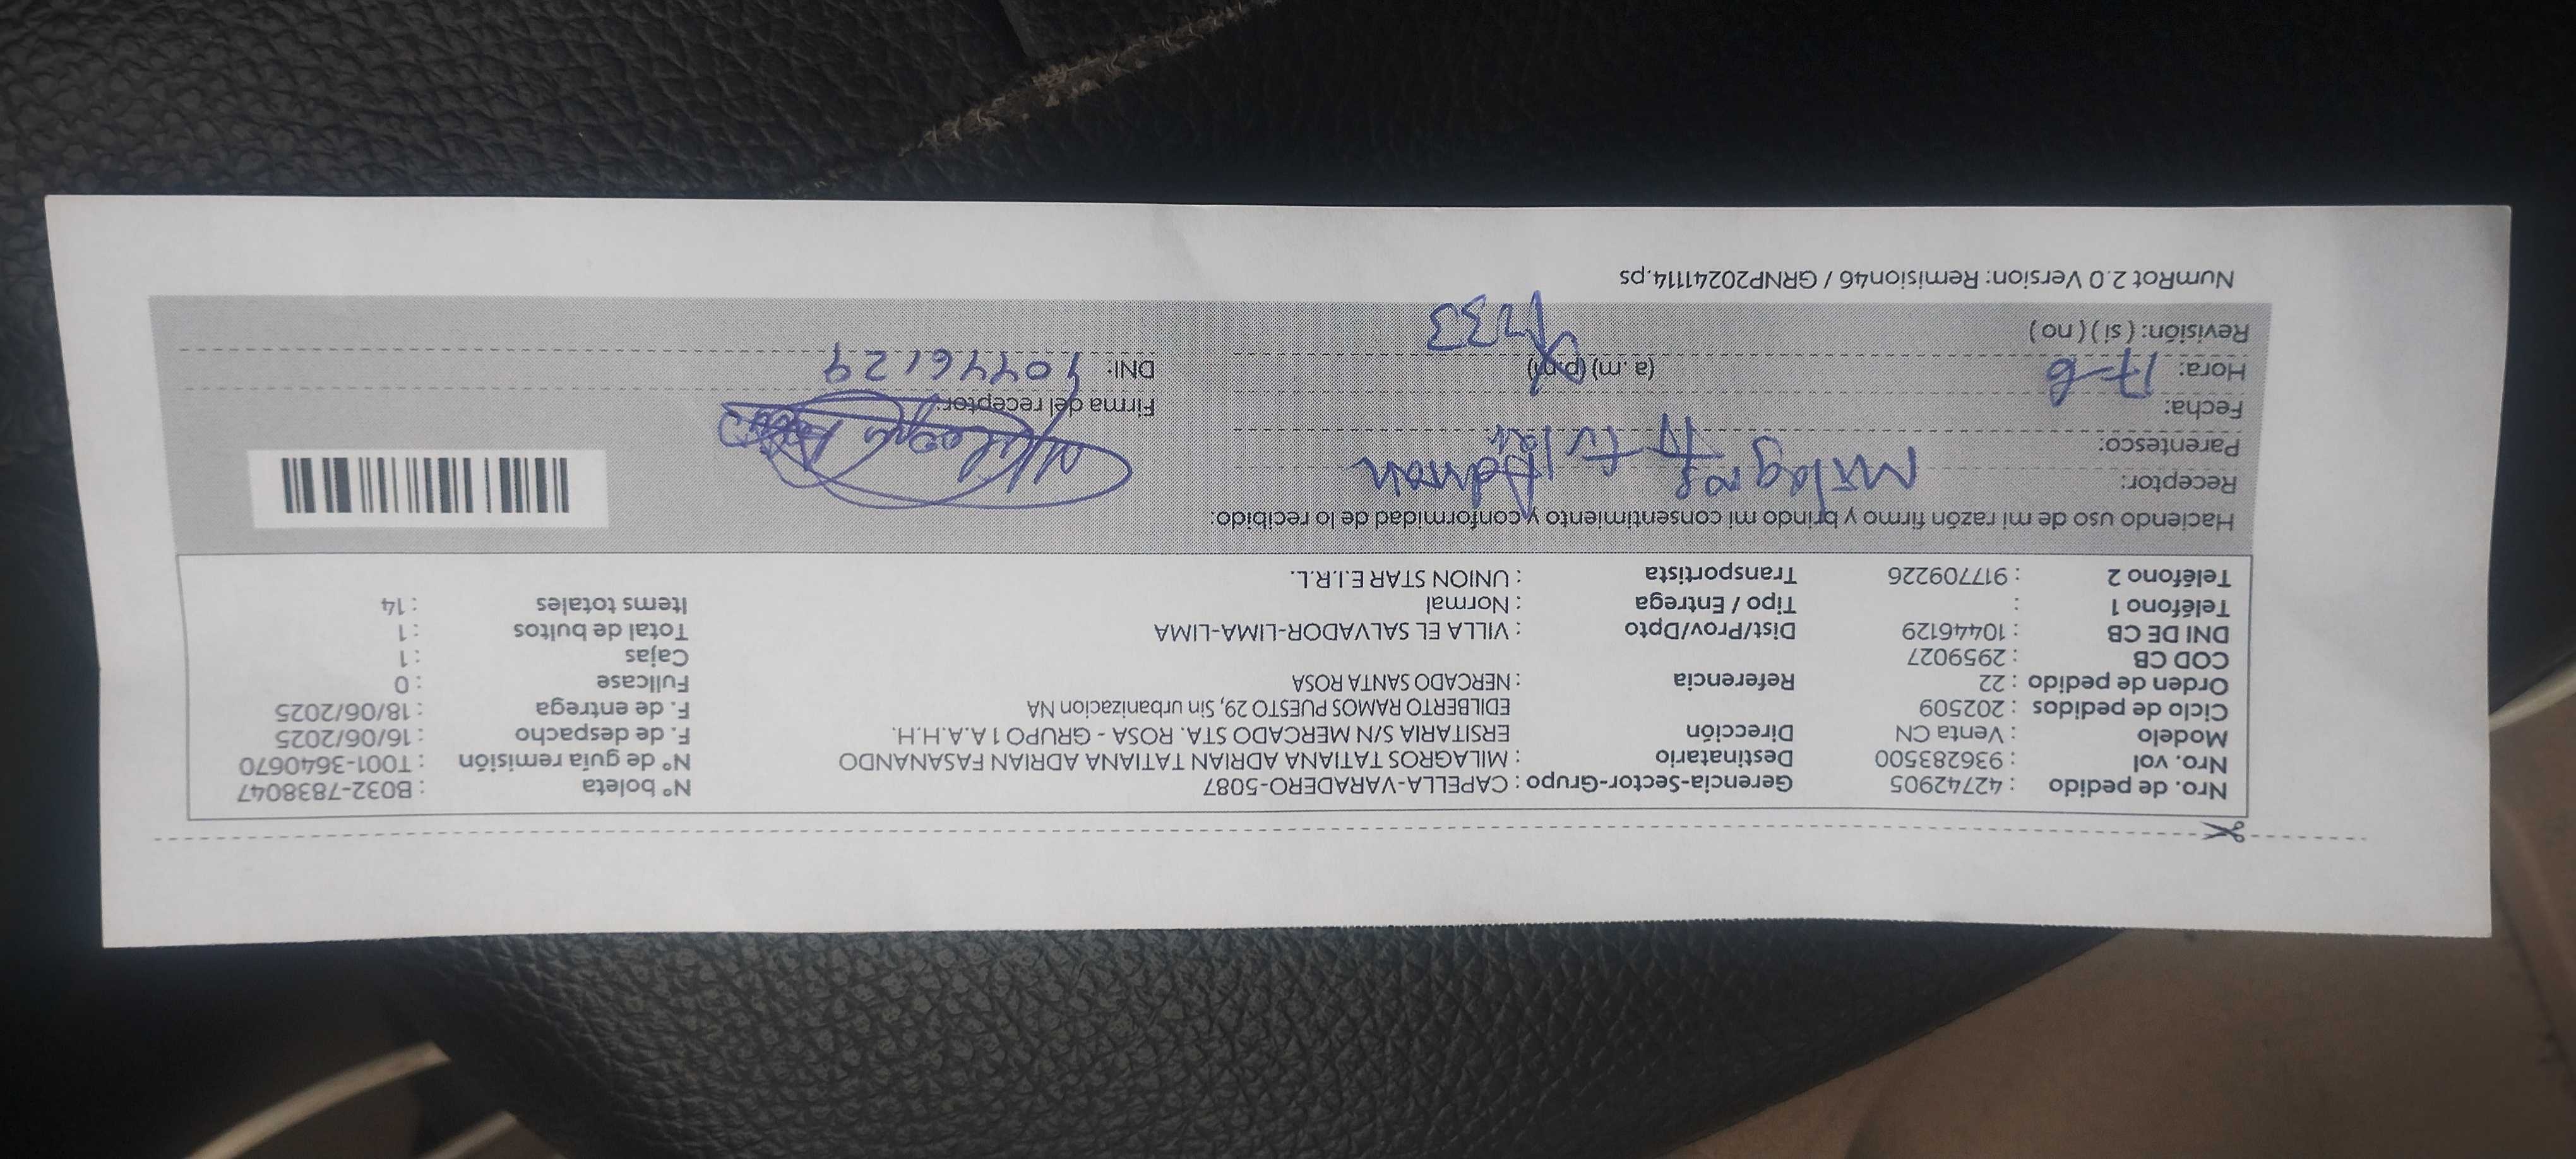 Nro. de pedido : 42742905 Gerencia-Sector-Grupo : CAPELLA-VARADERO-5087 N° boleta : B032-7838047
Nro. vol : 936283500 Destinatario : MILAGROS TATIANA ADRIAN TATIANA ADRIAN FASANANDO N° de guía remisión : T001-3640670
Modelo : Venta CN Dirección ERSITARIA S/N MERCADO STA. ROSA - GRUPO 1 A A.H.H. F. de despacho : 16/06/2025
Ciclo de pedidos : 202509 EDILBERTO RAMOS PUESTO 29, Sin urbanizacion NA F. de entrega : 18/06/2025
Orden de pedido : 22 Referencia : NERCADO SANTA ROSA Fullcase : 0
COD CB : 2959027 Cajas : 1
DNI DE CB : 10446129 Dist/Prov/Dpto : VILLA EL SALVADOR-LIMA-LIMA Total de bultos : 1
Teléfono 1 : Tipo / Entrega : Normal Items totales : 14
Teléfono 2 : 917709226 Transportista : UNION STAR E.I.R.L.
Haciendo uso de mi razón firmo y brindo mi consentimiento y conformidad de lo recibido:
Receptor: Milagros Adrian
Parentesco: Titular
Fecha: Firma del receptor:
Hora: 17-6 (a. m) (p.m) DNI: 10446129
Revisión: ( si ) ( no )
NumRot 2.0 Version: Remision46 / GRNP20241114.ps